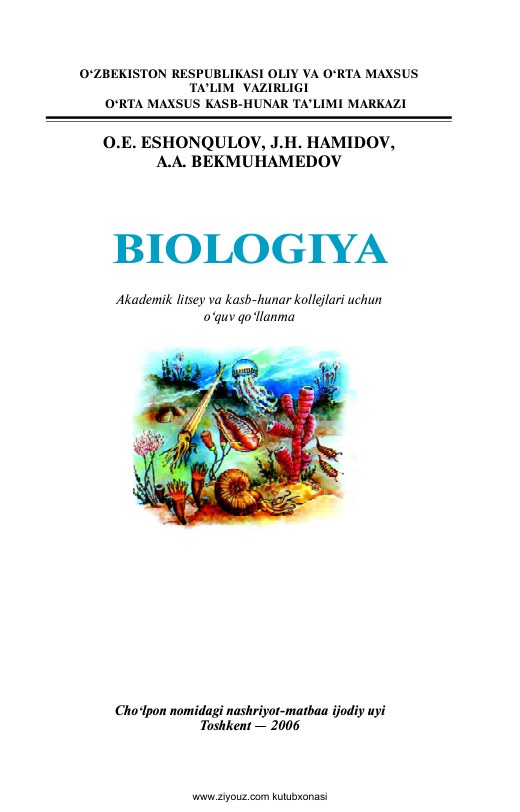 O‘ZBEKISTON RESPUBLIKASI OLIY VA O‘RTA MAXSUS
TA’LIM VAZIRLIGI
O‘RTA MAXSUS KASB-HUNAR TA’LIMI MARKAZI
O.E. ESHONQULOV, J.H. HAMIDOV,
A.A. BEKMUHAMEDOV
BIOLOGIYA
Akademik litsey va kasb-hunar kollejlari uchun
o‘quv qo‘llanma
Cho‘lpon nomidagi nashriyot-matbaa ijodiy uyi
Toshkent — 2006
www.ziyouz.com kutubxonasi